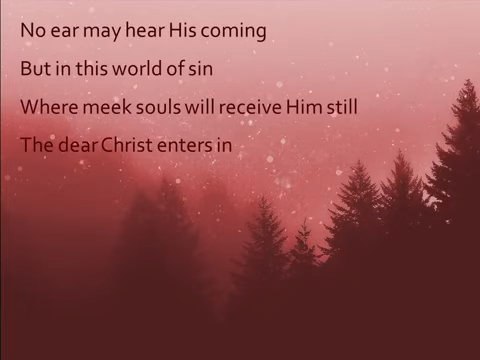 No ear may hear His coming
But in this world of sin
Where meek souls will receive Him still
The dear Christ enters in